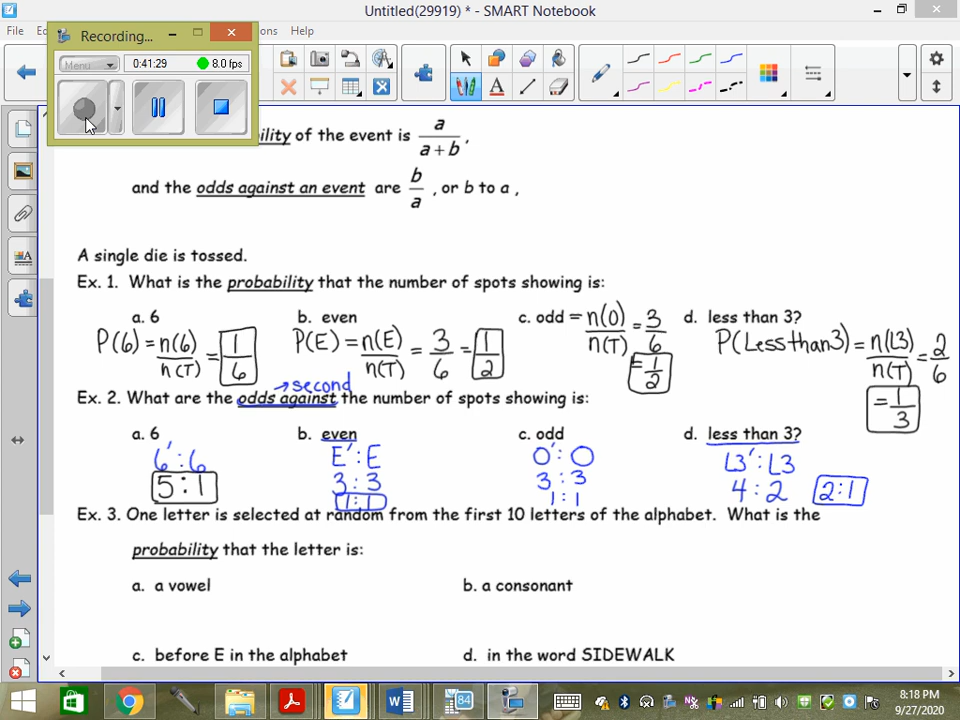 Untitled(29919) * - SMART Notebook
Recording...
File
Help
Menu
0:41:29
8.0 fps
of the event is a/(a + b),
and the odds against an event are b/a, or b to a ,
A single die is tossed.
Ex. 1. What is the probability that the number of spots showing is:
a. 6 b. even c. odd = n(O)/n(T) = 3/6 = 1/2 d. less than 3?
P(6) = n(6)/n(T) = 1/6 P(E) = n(E)/n(T) = 3/6 = 1/2 P(Less than 3) = n(L3)/n(T) = 2/6 = 1/3
→ second
Ex. 2. What are the odds against the number of spots showing is:
a. 6 b. even c. odd d. less than 3?
6' : 6 E' : E O' : O L3' : L3
5 : 1 3 : 3 3 : 3 4 : 2 2 : 1
1 : 1 1 : 1
Ex. 3. One letter is selected at random from the first 10 letters of the alphabet. What is the
probability that the letter is:
a. a vowel b. a consonant
c. before E in the alphabet d. in the word SIDEWALK
84
8:18 PM
9/27/2020